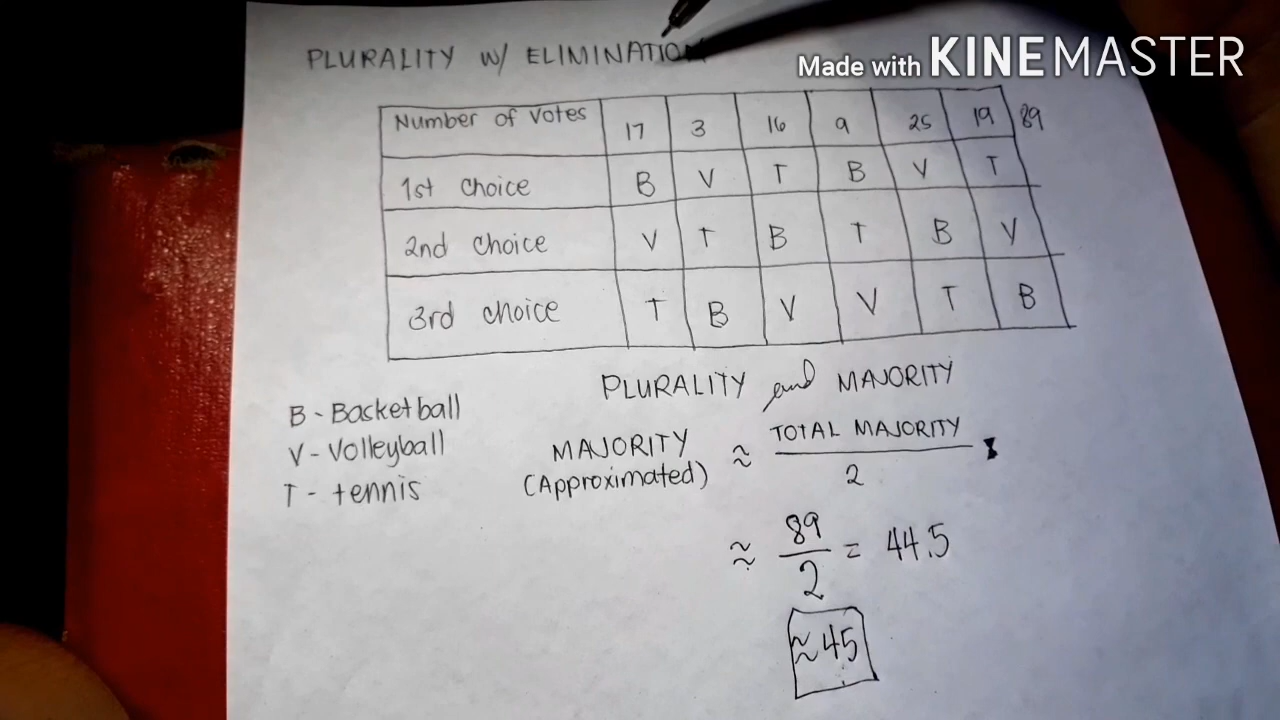 PLURALITY W/ ELIMINATION
Made with KINEMASTER
Number of Votes 17 3 16 9 25 19 89
1st Choice B V T B V T
2nd Choice V T B T B V
3rd Choice T B V V T B
PLURALITY and MAJORITY
B - Basketball
V - Volleyball
T - tennis
MAJORITY (Approximated) ≈ TOTAL MAJORITY / 2
≈ 89 / 2 = 44.5
≈ 45